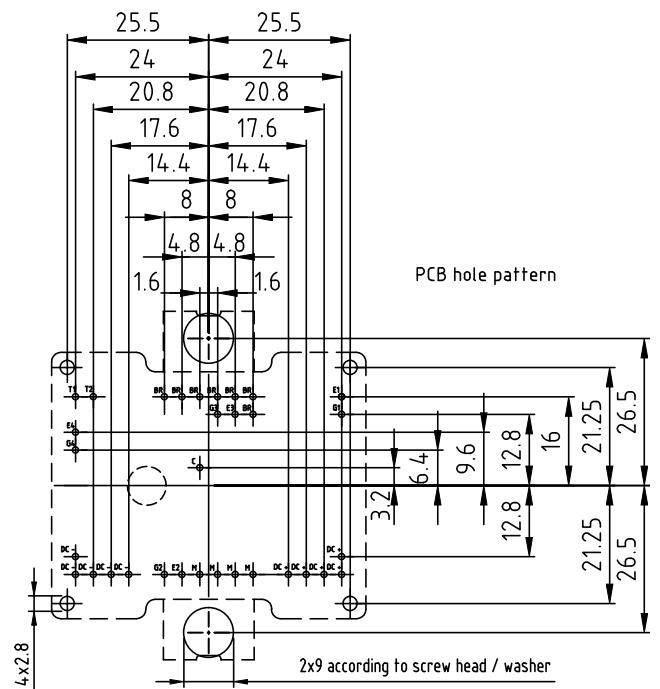 25.5 25.5
24 24
20.8 20.8
17.6 17.6
14.4 14.4
8 8
4.8 4.8
1.6 1.6
PCB hole pattern
T1 T2 BR BR BR BR BR BR E1
G3 E3 BR G1
E4
G4
C
3.2 6.4 9.6 12.8 16 21.25 26.5
12.8 21.25 26.5
DC - DC +
DC - DC - DC - DC - G2 E2 M M M M DC + DC + DC + DC +
4x2.8
2x9 according to screw head / washer